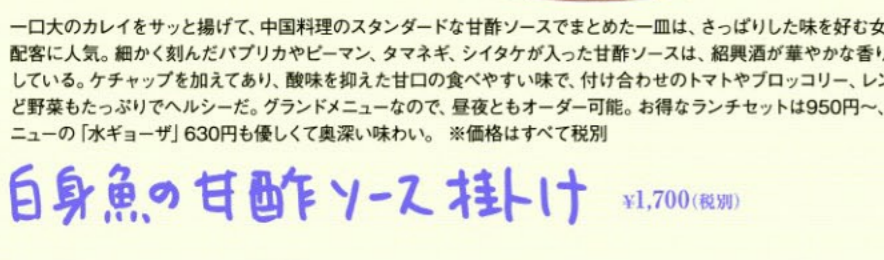 一口大のカレイをサッと揚げて、中国料理のスタンダードな甘酢ソースでまとめた一皿は、さっぱりした味を好む女
配客に人気。細かく刻んだパプリカやピーマン、タマネギ、シイタケが入った甘酢ソースは、紹興酒が華やかな香り
している。ケチャップを加えてあり、酸味を抑えた甘口の食べやすい味で、付け合わせのトマトやブロッコリー、レン
ど野菜もたっぷりでヘルシーだ。グランドメニューなので、昼夜ともオーダー可能。お得なランチセットは950円〜、
ニューの「水ギョーザ」630円も優しくて奥深い味わい。 ※価格はすべて税別
白身魚の甘酢ソース掛け ¥1,700(税別)